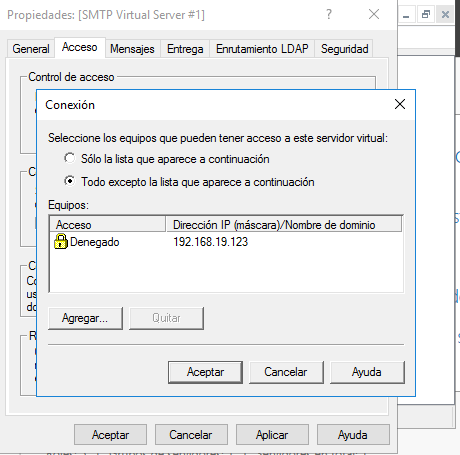 Propiedades: [SMTP Virtual Server #1]
General Acceso Mensajes Entrega Enrutamiento LDAP Seguridad
Control de acceso
Conexión
Seleccione los equipos que pueden tener acceso a este servidor virtual:
Sólo la lista que aparece a continuación
Todo excepto la lista que aparece a continuación
Equipos:
Acceso Dirección IP (máscara)/Nombre de dominio
Denegado 192.168.19.123
Agregar... Quitar
Aceptar Cancelar Ayuda
Aceptar Cancelar Aplicar Ayuda